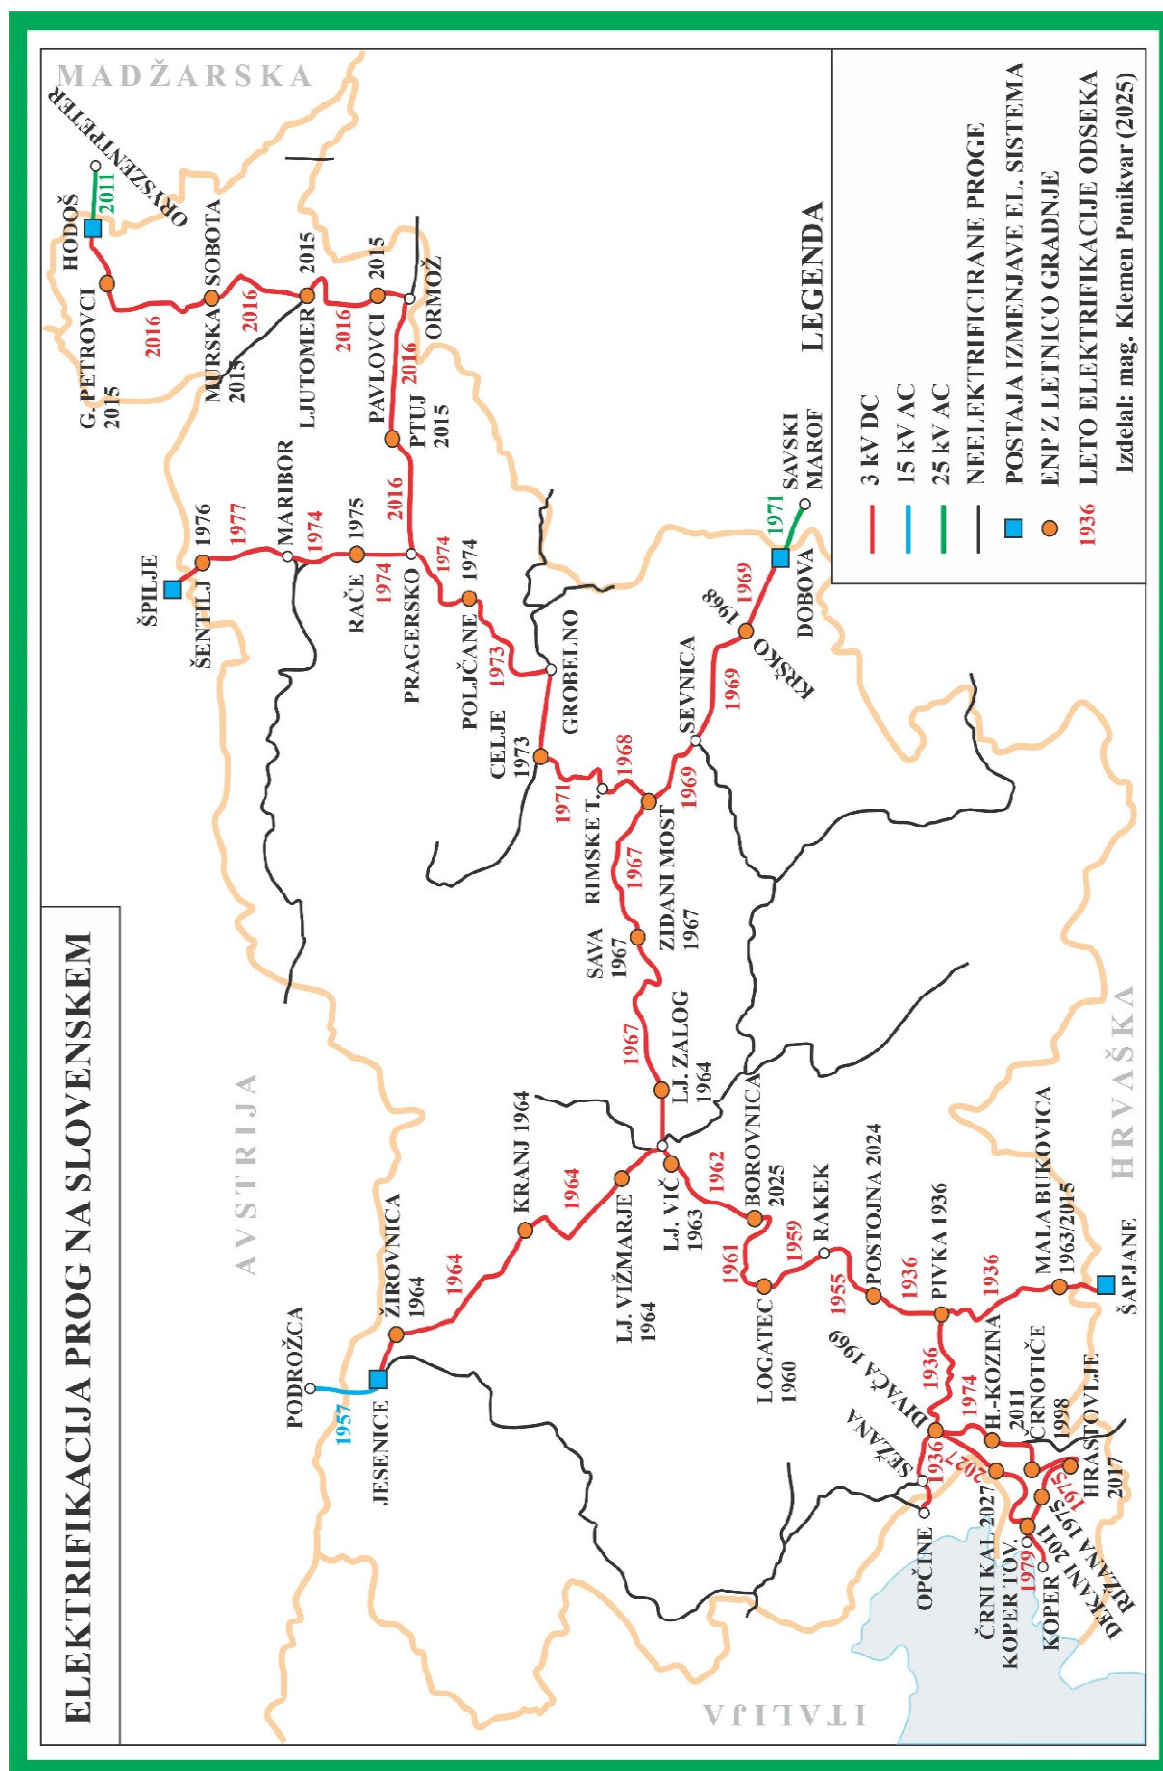 ELEKTRIFIKACIJA PROG NA SLOVENSKEM
AVSTRIJA
MADŽARSKA
HRVAŠKA
ITALIJA
PODROŽCA
1957
JESENICE
ŽIROVNICA
1964
1964
KRANJ 1964
1964
LJ. VIŽMARJE
1964
LJ. VIČ
1963
1962
BOROVNICA
2025
1961
LOGATEC
1960
1959
RAKEK
1955
POSTOJNA 2024
1936
PIVKA 1936
1936
MALA BUKOVICA
1963/2015
ŠAPJANE
1936
DIVAČA 1969
SEŽANA
1936
OPČINE
1974
H.-KOZINA
2011
ČRNOTIČE
1998
HRASTOVLJE
2017
2027
ČRNI KAL 2027
KOPER TOV.
1979
KOPER
1975
DEKANI 2011
RIŽANA 1975
LJ. ZALOG
1964
1967
SAVA
1967
1967
ZIDANI MOST
1967
RIMSKE T.
1968
1971
CELJE
1973
GROBELNO
1973
POLJČANE
1974
1974
PRAGERSKO
1974
RAČE
1975
1974
MARIBOR
1977
ŠENTILJ
1976
ŠPILJE
1969
SEVNICA
1969
KRŠKO
1968
1969
DOBOVA
1971
SAVSKI
MAROF
2016
PTUJ
2015
2016
ORMOŽ
PAVLOVCI
2015
2016
LJUTOMER
2015
2016
MURSKA SOBOTA
2015
2016
G. PETROVCI
2015
HODOŠ
2011
ORYSZENTPETER
LEGENDA
3 kV DC
15 kV AC
25 kV AC
NEELEKTRIFICIRANE PROGE
POSTAJA IZMENJAVE EL. SISTEMA
ENP Z LETNICO GRADNJE
1936 LETO ELEKTRIFIKACIJE ODSEKA
Izdelal: mag. Klemen Ponikvar (2025)